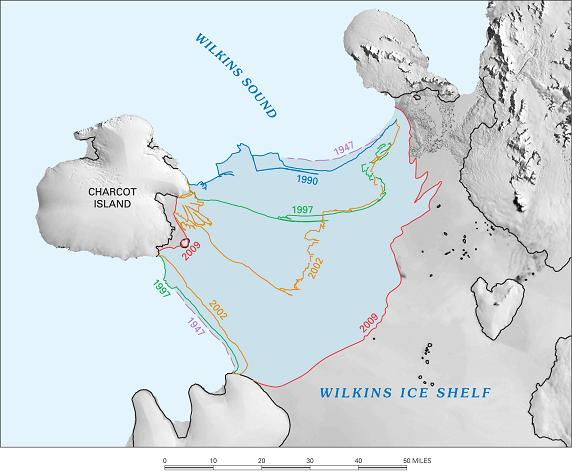 WILKINS SOUND
1947
1990
CHARCOT
ISLAND
1997
2009
2002
1997
2002
1947
2009
WILKINS ICE SHELF
0 10 20 30 40 50 MILES